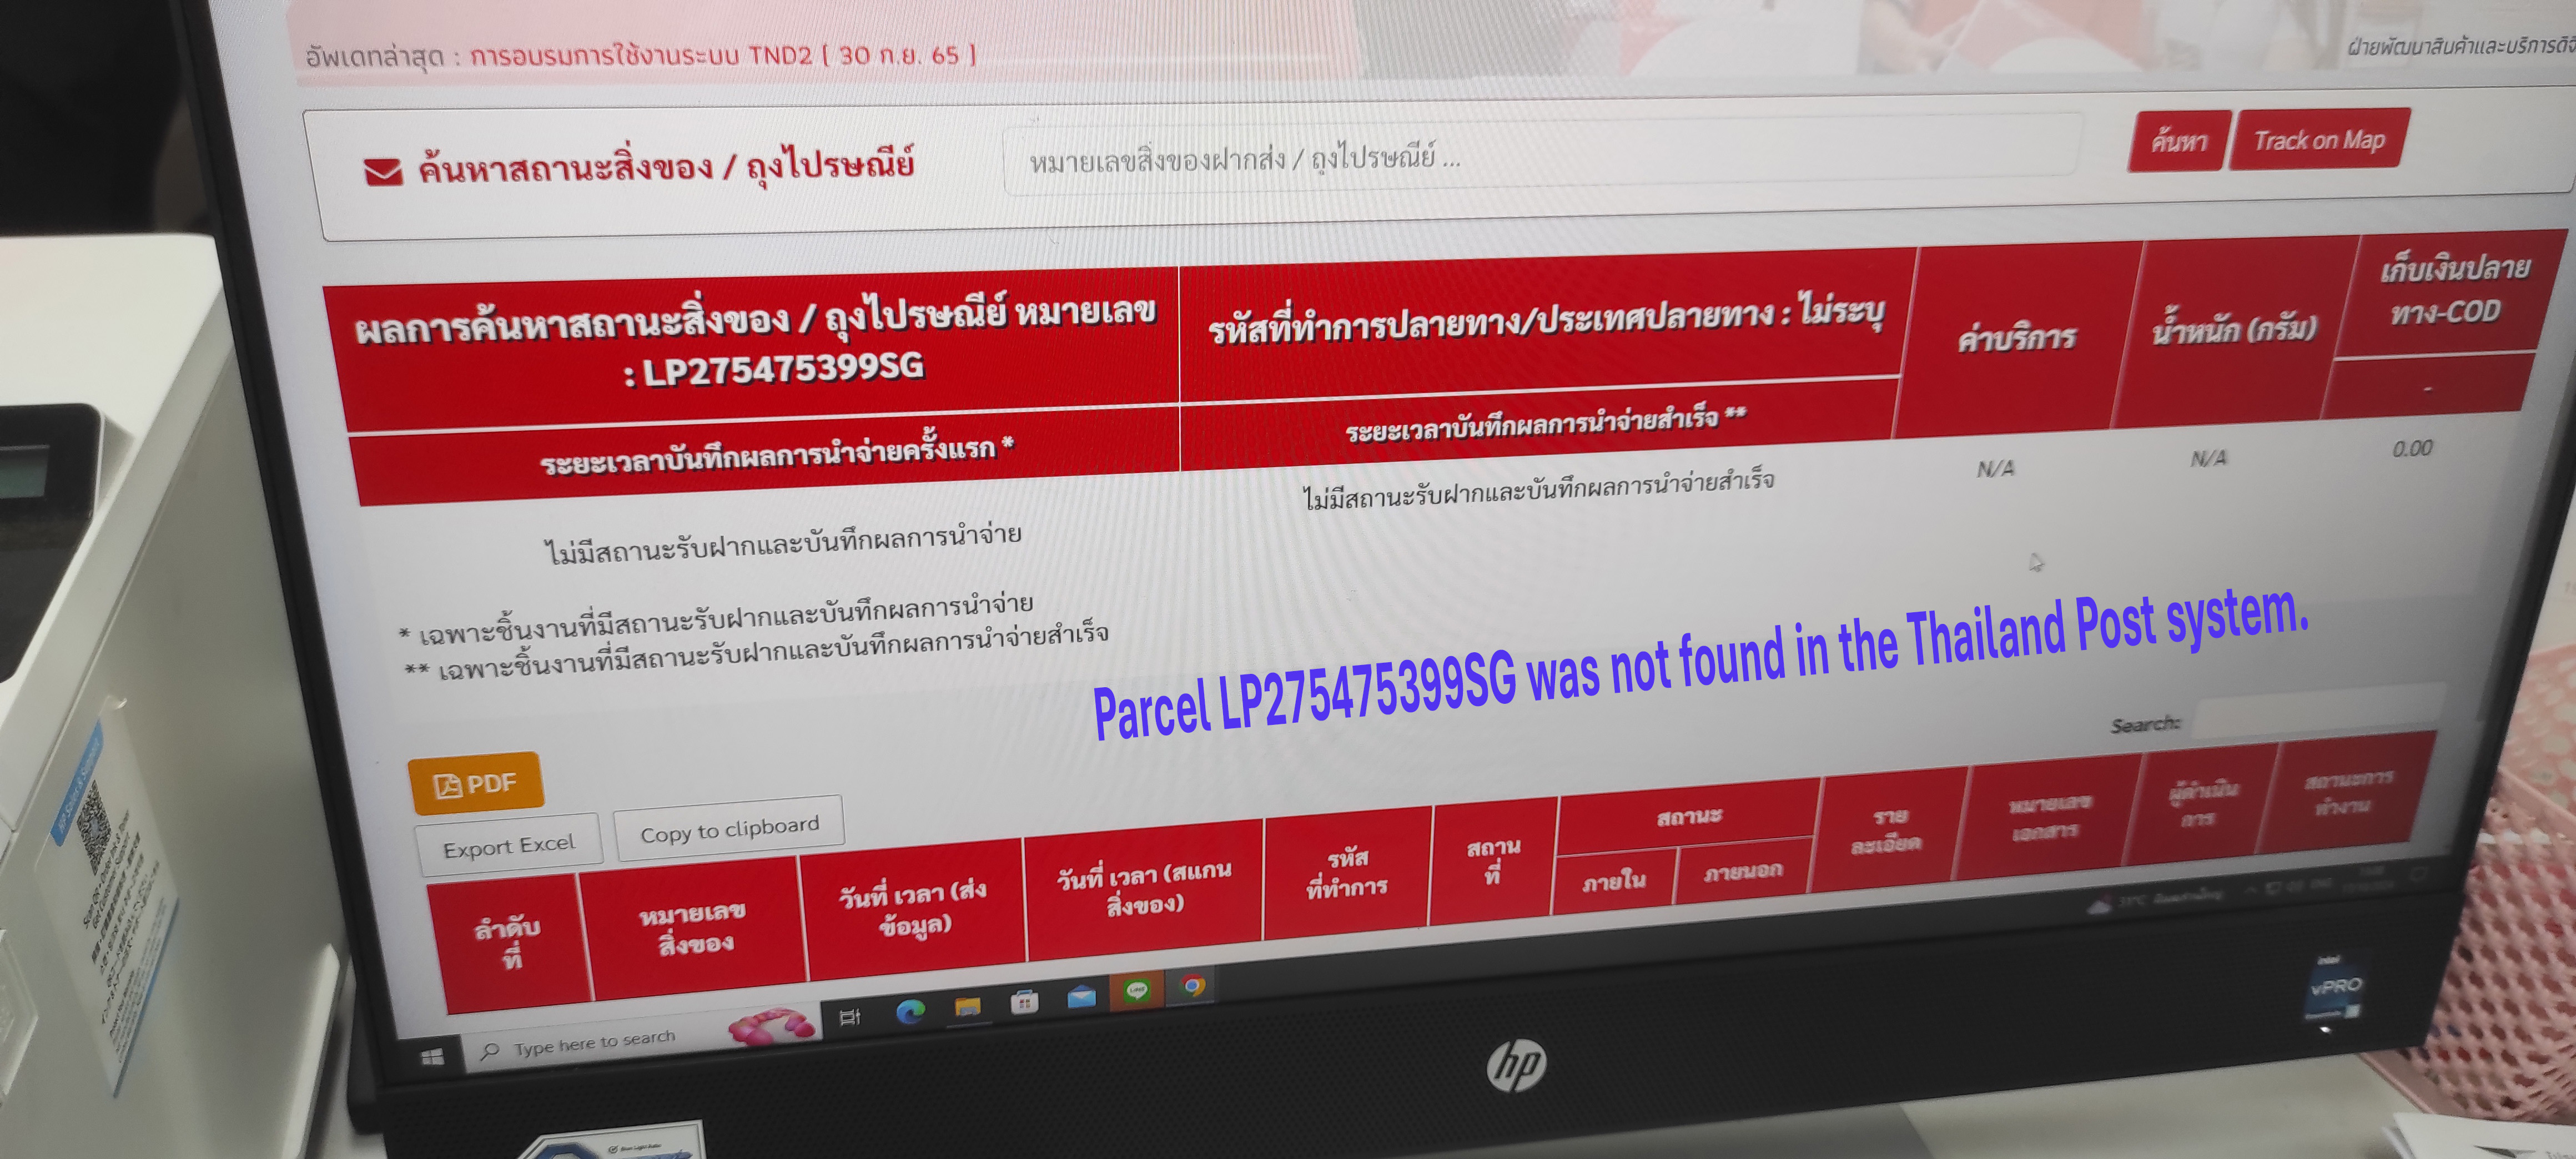 อัพเดทล่าสุด : การอบรมการใช้งานระบบ TND2 [ 30 ก.ย. 65 ]
ฝ่ายพัฒนาสินค้าและบริการดิจิ
ค้นหาสถานะสิ่งของ / ถุงไปรษณีย์
หมายเลขสิ่งของฝากส่ง / ถุงไปรษณีย์ ...
ค้นหา
Track on Map
ผลการค้นหาสถานะสิ่งของ / ถุงไปรษณีย์ หมายเลข
: LP275475399SG
รหัสที่ทำการปลายทาง/ประเทศปลายทาง : ไม่ระบุ
ค่าบริการ
น้ำหนัก (กรัม)
เก็บเงินปลาย
ทาง-COD
-
ระยะเวลาบันทึกผลการนำจ่ายครั้งแรก *
ระยะเวลาบันทึกผลการนำจ่ายสำเร็จ **
ไม่มีสถานะรับฝากและบันทึกผลการนำจ่าย
ไม่มีสถานะรับฝากและบันทึกผลการนำจ่ายสำเร็จ
N/A
N/A
0.00
* เฉพาะชิ้นงานที่มีสถานะรับฝากและบันทึกผลการนำจ่าย
** เฉพาะชิ้นงานที่มีสถานะรับฝากและบันทึกผลการนำจ่ายสำเร็จ
Parcel LP275475399SG was not found in the Thailand Post system.
Search:
PDF
Export Excel
Copy to clipboard
ลำดับ
ที่
หมายเลข
สิ่งของ
วันที่ เวลา (ส่ง
ข้อมูล)
วันที่ เวลา (สแกน
สิ่งของ)
รหัส
ที่ทำการ
สถาน
ที่
สถานะ
ภายใน
ภายนอก
ราย
ละเอียด
หมายเลข
เอกสาร
ผู้ดำเนิน
การ
สถานะการ
ทำงาน
Type here to search
LINE
31°C
hp
intel
vPRO